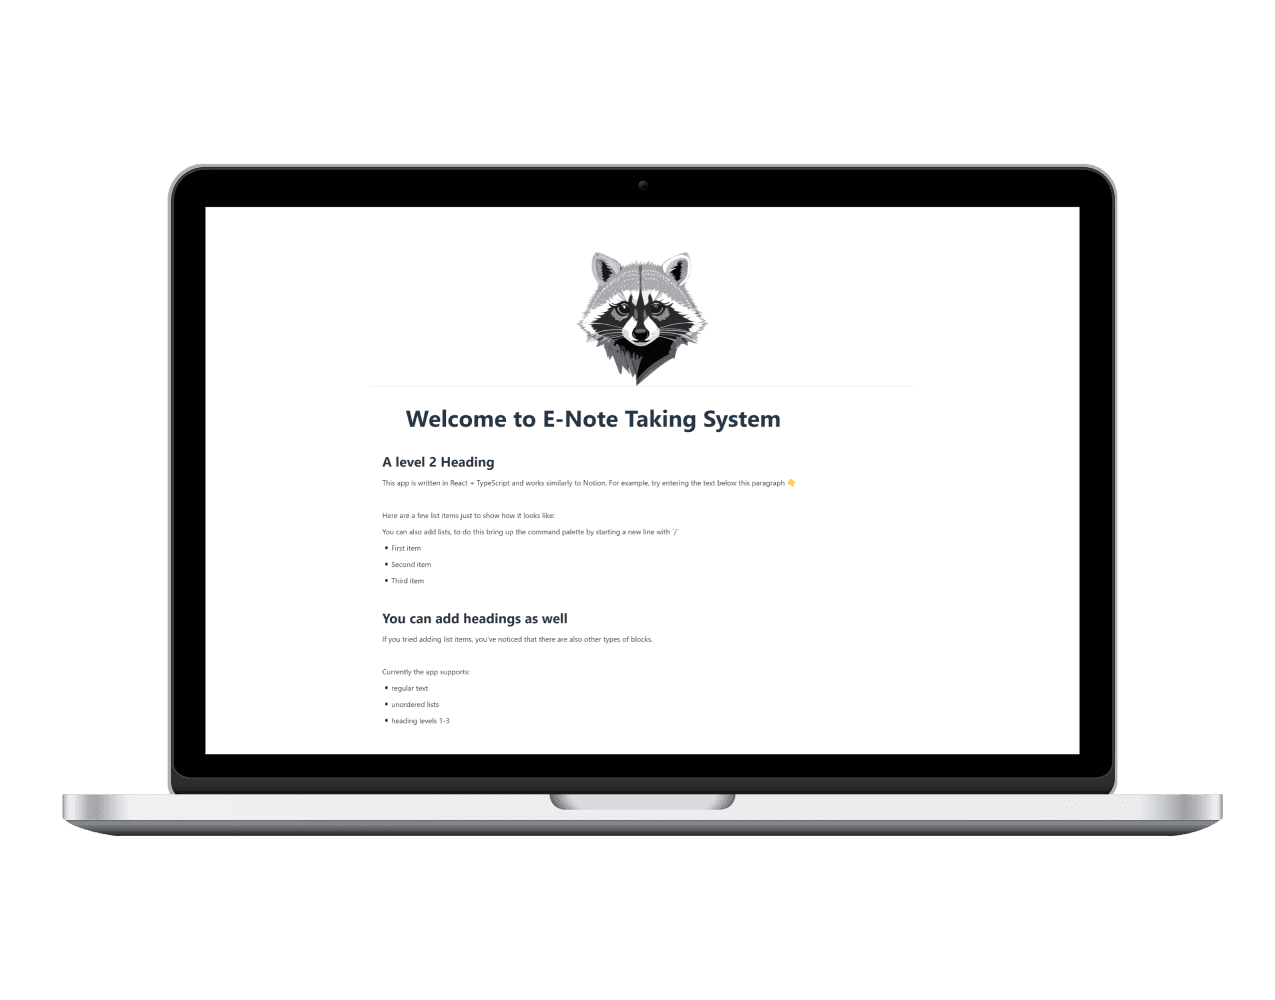 Welcome to E-Note Taking System
A level 2 Heading
This app is written in React + TypeScript and works similarly to Notion. For example, try entering the text below this paragraph 👇
Here are a few list items just to show how it looks like:
You can also add lists, to do this bring up the command palette by starting a new line with '/'
• First item
• Second item
• Third item
You can add headings as well
If you tried adding list items, you've noticed that there are also other types of blocks.
Currently the app supports:
• regular text
• unordered lists
• heading levels 1-3